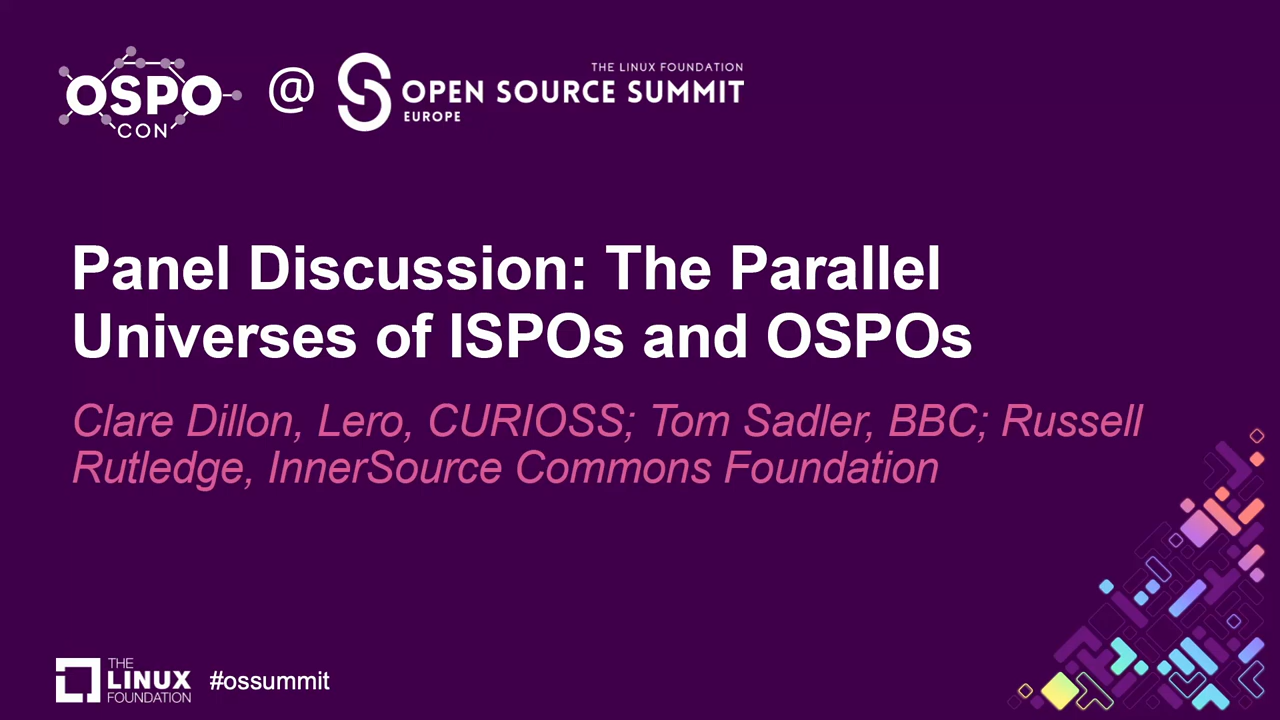 OSPO
CON
@
THE LINUX FOUNDATION
OPEN SOURCE SUMMIT
EUROPE
Panel Discussion: The Parallel
Universes of ISPOs and OSPOs
Clare Dillon, Lero, CURIOSS; Tom Sadler, BBC; Russell
Rutledge, InnerSource Commons Foundation
THE
LINUX
FOUNDATION
#ossummit